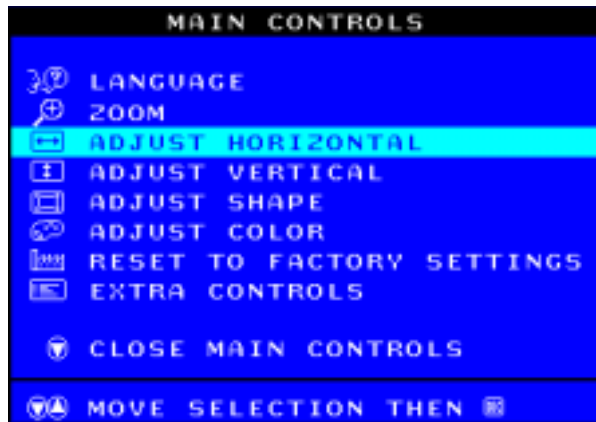 MAIN CONTROLS
LANGUAGE
ZOOM
ADJUST HORIZONTAL
ADJUST VERTICAL
ADJUST SHAPE
ADJUST COLOR
RESET TO FACTORY SETTINGS
EXTRA CONTROLS
CLOSE MAIN CONTROLS
MOVE SELECTION THEN